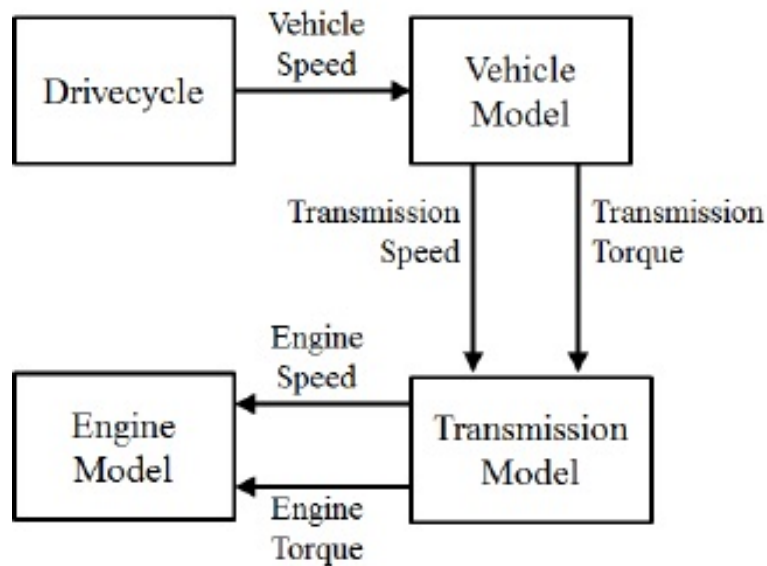 Vehicle
Speed
Drivecycle
Vehicle
Model
Transmission
Speed
Transmission
Torque
Engine
Speed
Engine
Model
Transmission
Model
Engine
Torque